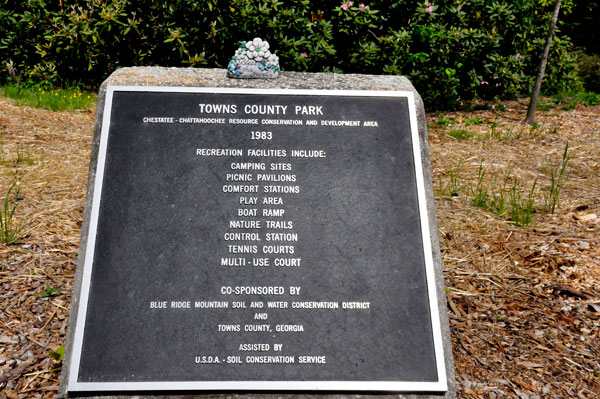 TOWNS COUNTY PARK
CHESTATEE - CHATTAHOOCHEE RESOURCE CONSERVATION AND DEVELOPMENT AREA
1983
RECREATION FACILITIES INCLUDE:
CAMPING SITES
PICNIC PAVILIONS
COMFORT STATIONS
PLAY AREA
BOAT RAMP
NATURE TRAILS
CONTROL STATION
TENNIS COURTS
MULTI - USE COURT
CO-SPONSORED BY
BLUE RIDGE MOUNTAIN SOIL AND WATER CONSERVATION DISTRICT
AND
TOWNS COUNTY, GEORGIA
ASSISTED BY
U.S.D.A. - SOIL CONSERVATION SERVICE